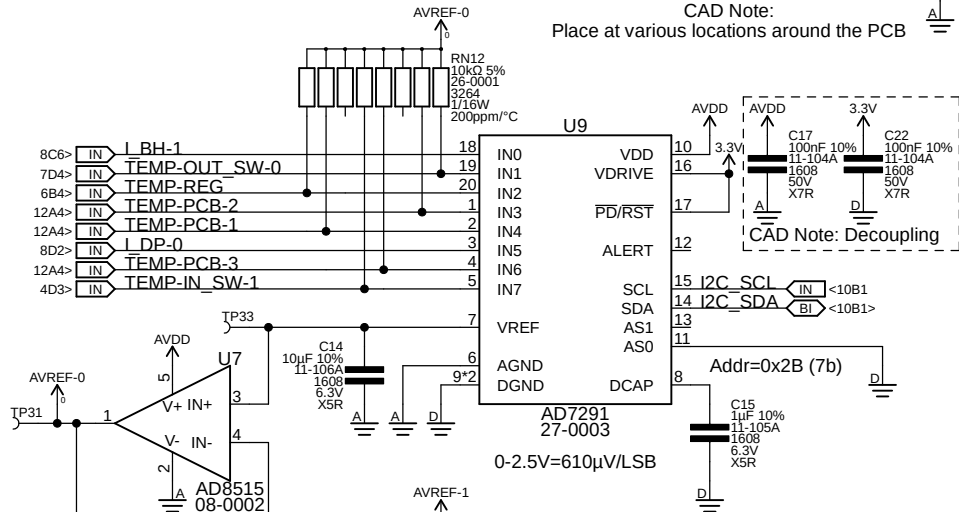 CAD Note:
Place at various locations around the PCB
A
AVREF-0
0
RN12
10kΩ 5%
26-0001
3264
1/16W
200ppm/°C
8C6> IN I_BH-1
7D4> IN TEMP-OUT_SW-0
6B4> IN TEMP-REG
12A4> IN TEMP-PCB-2
12A4> IN TEMP-PCB-1
8D2> IN I_DP-0
12A4> IN TEMP-PCB-3
4D3> IN TEMP-IN_SW-1
U9
18 IN0
19 IN1
20 IN2
1 IN3
2 IN4
3 IN5
4 IN6
5 IN7
7 VREF
6 AGND
9*2 DGND
VDD 10
VDRIVE 16
PD/RST 17
ALERT 12
SCL 15
SDA 14
AS1 13
AS0 11
DCAP 8
AD7291
27-0003
0-2.5V=610µV/LSB
AVDD
3.3V
AVDD
C17
100nF 10%
11-104A
1608
50V
X7R
A
3.3V
C22
100nF 10%
11-104A
1608
50V
X7R
D
CAD Note: Decoupling
I2C_SCL IN <10B1
I2C_SDA BI <10B1>
Addr=0x2B (7b)
D
C15
1µF 10%
11-105A
1608
6.3V
X5R
D
TP33
C14
10µF 10%
11-106A
1608
6.3V
X5R
A
A
D
AVDD
U7
5
V+ IN+ 3
V- IN- 4
1
2
A
AD8515
08-0002
AVREF-0
0
TP31
AVREF-1